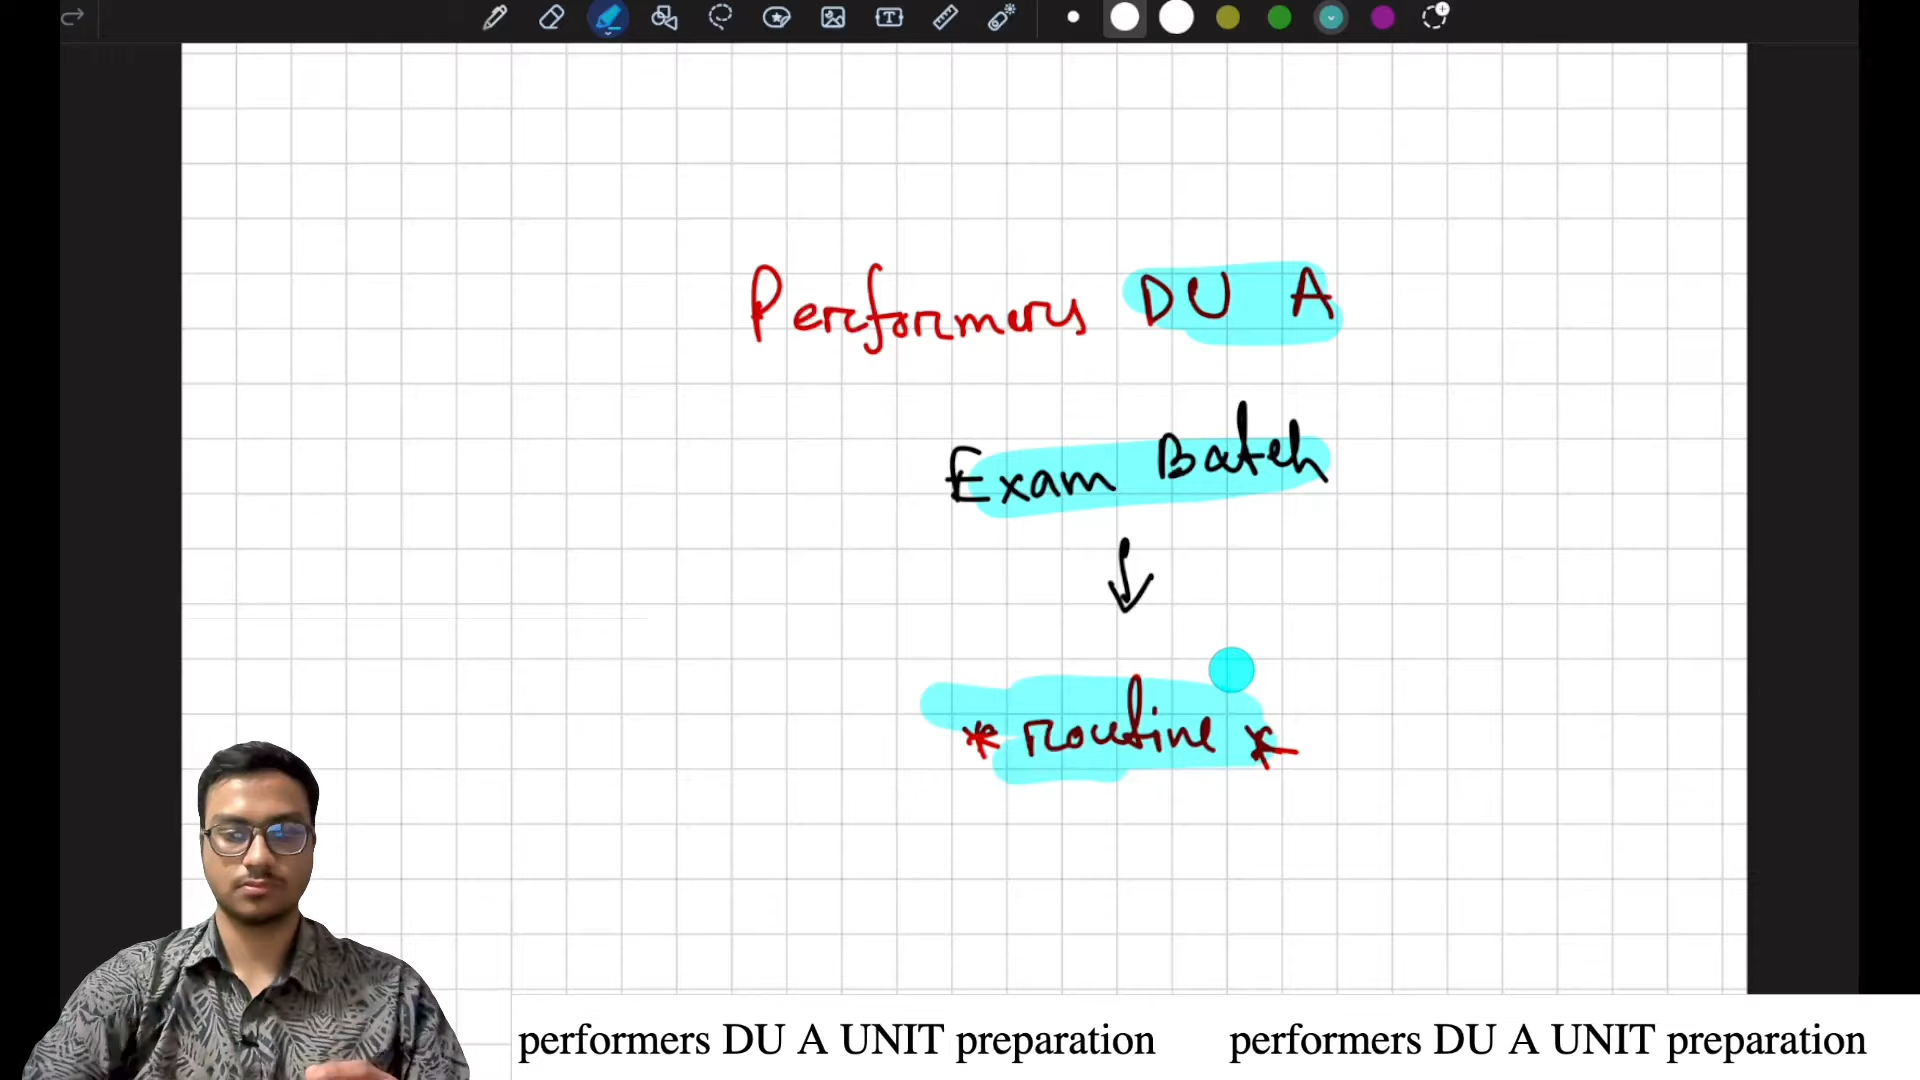 Performers DU A
Exam Batch
↓
* routine *
performers DU A UNIT preparation performers DU A UNIT preparation